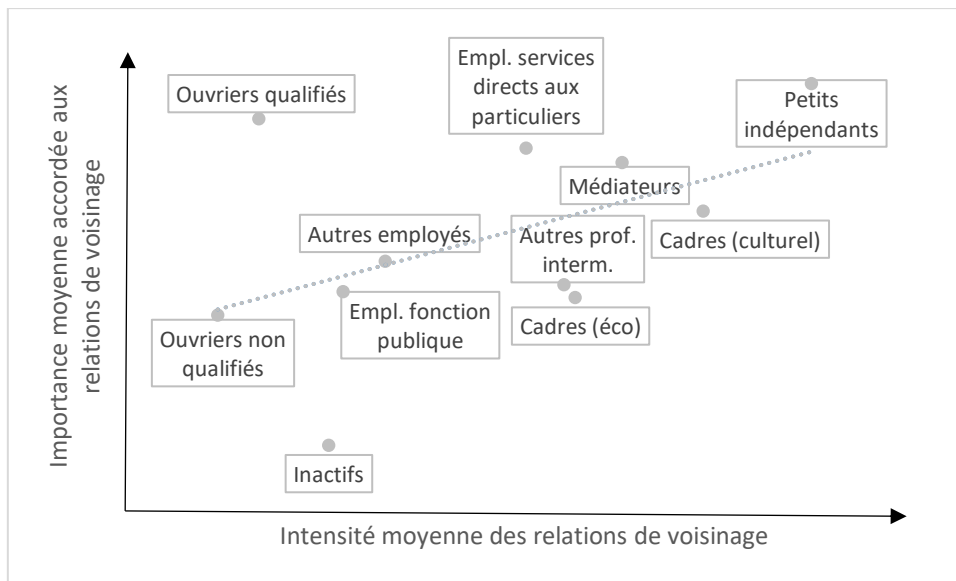 Importance moyenne accordée aux
relations de voisinage
Ouvriers qualifiés
Empl. services
directs aux
particuliers
Petits
indépendants
Médiateurs
Autres employés
Autres prof.
interm.
Cadres (culturel)
Ouvriers non
qualifiés
Empl. fonction
publique
Cadres (éco)
Inactifs
Intensité moyenne des relations de voisinage